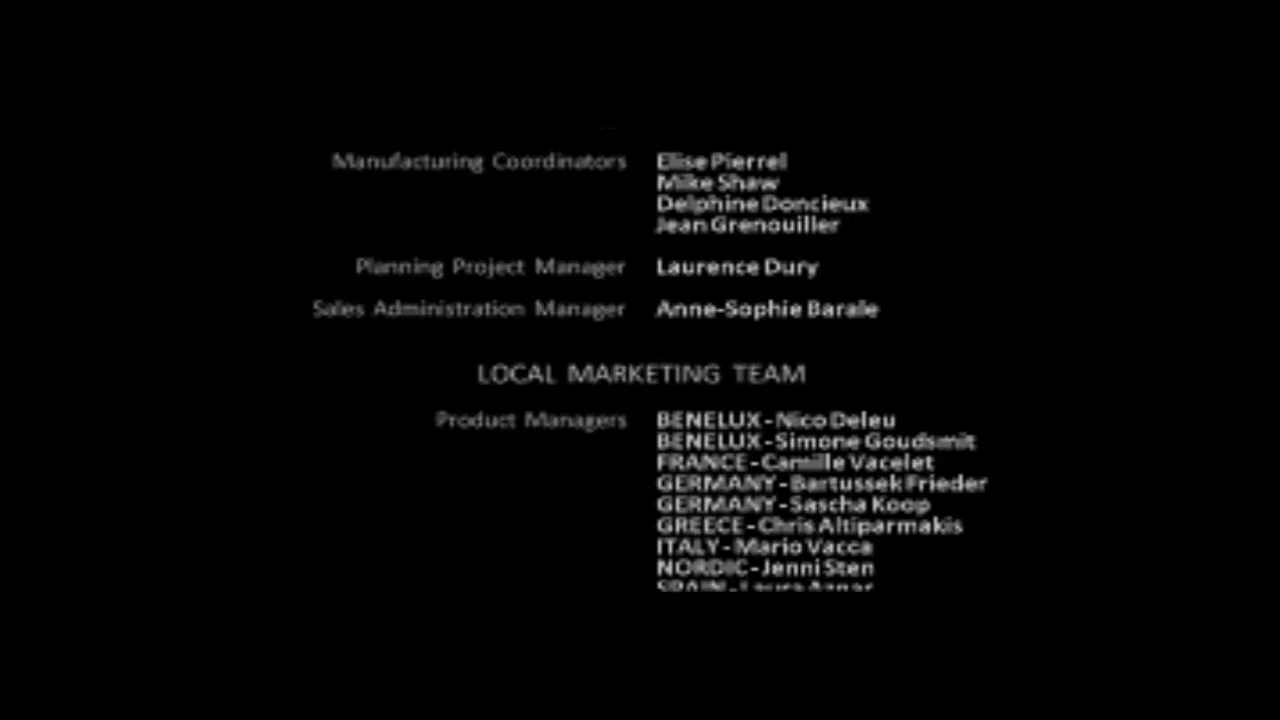 Manufacturing Coordinators Elise Pierrel
Mike Shaw
Delphine Doncieux
Jean Grenouiller
Planning Project Manager Laurence Dury
Sales Administration Manager Anne-Sophie Barale
LOCAL MARKETING TEAM
Product Managers BENELUX - Nico Deleu
BENELUX - Simone Goudsmit
FRANCE - Camille Vacelet
GERMANY - Bartussek Frieder
GERMANY - Sascha Koop
GREECE - Chris Altiparmakis
ITALY - Mario Vacca
NORDIC - Jenni Sten
SPAIN - Laura